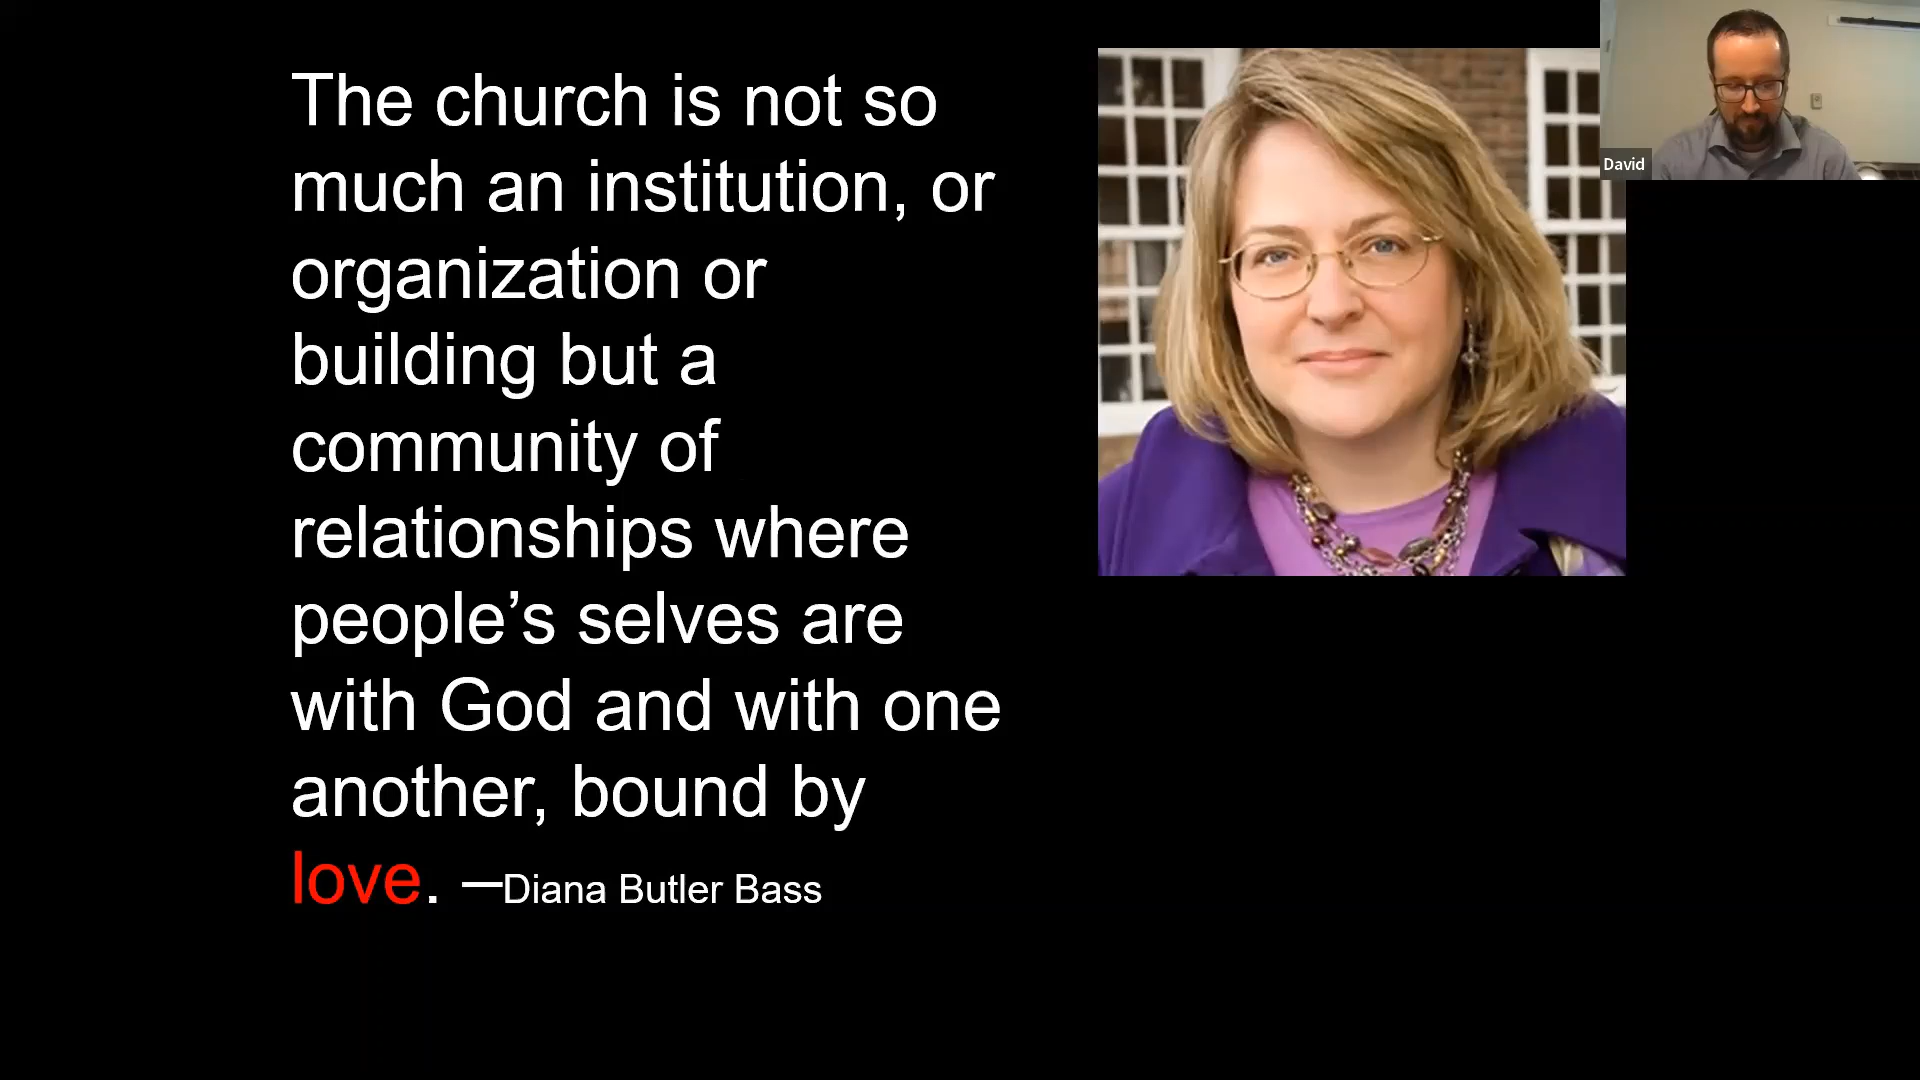 The church is not so
much an institution, or
organization or
building but a
community of
relationships where
people’s selves are
with God and with one
another, bound by
love. —Diana Butler Bass
David